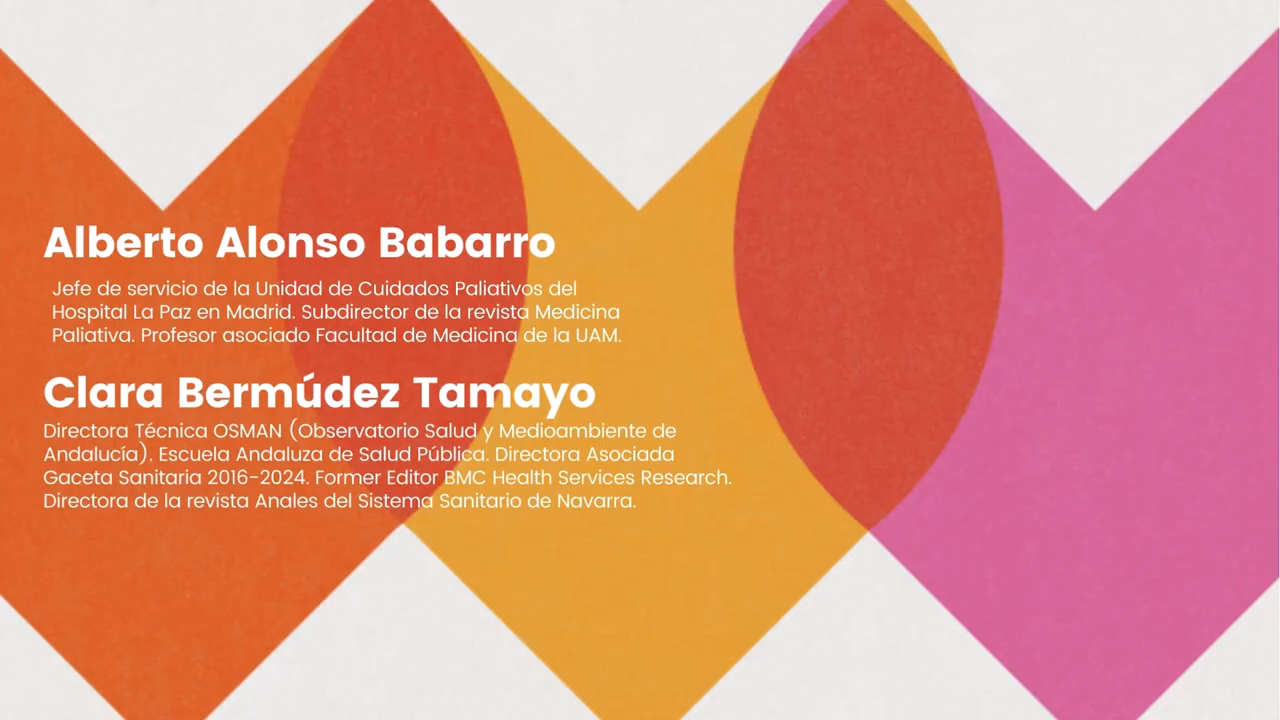 Alberto Alonso Babarro
Jefe de servicio de la Unidad de Cuidados Paliativos del
Hospital La Paz en Madrid. Subdirector de la revista Medicina
Paliativa. Profesor asociado Facultad de Medicina de la UAM.
Clara Bermúdez Tamayo
Directora Técnica OSMAN (Observatorio Salud y Medioambiente de
Andalucía). Escuela Andaluza de Salud Pública. Directora Asociada
Gaceta Sanitaria 2016-2024. Former Editor BMC Health Services Research.
Directora de la revista Anales del Sistema Sanitario de Navarra.